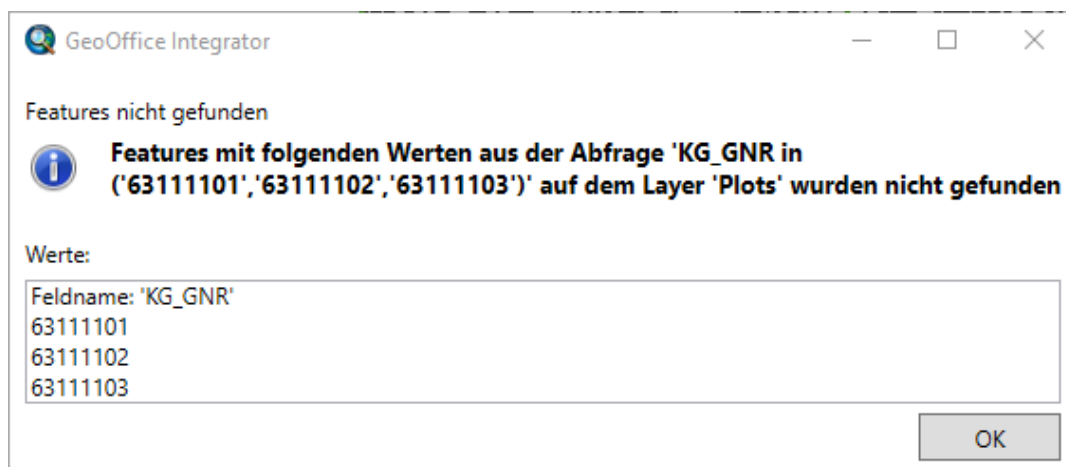 GeoOffice Integrator
Features nicht gefunden
Features mit folgenden Werten aus der Abfrage 'KG_GNR in
('63111101','63111102','63111103')' auf dem Layer 'Plots' wurden nicht gefunden
Werte:
Feldname: 'KG_GNR'
63111101
63111102
63111103
OK